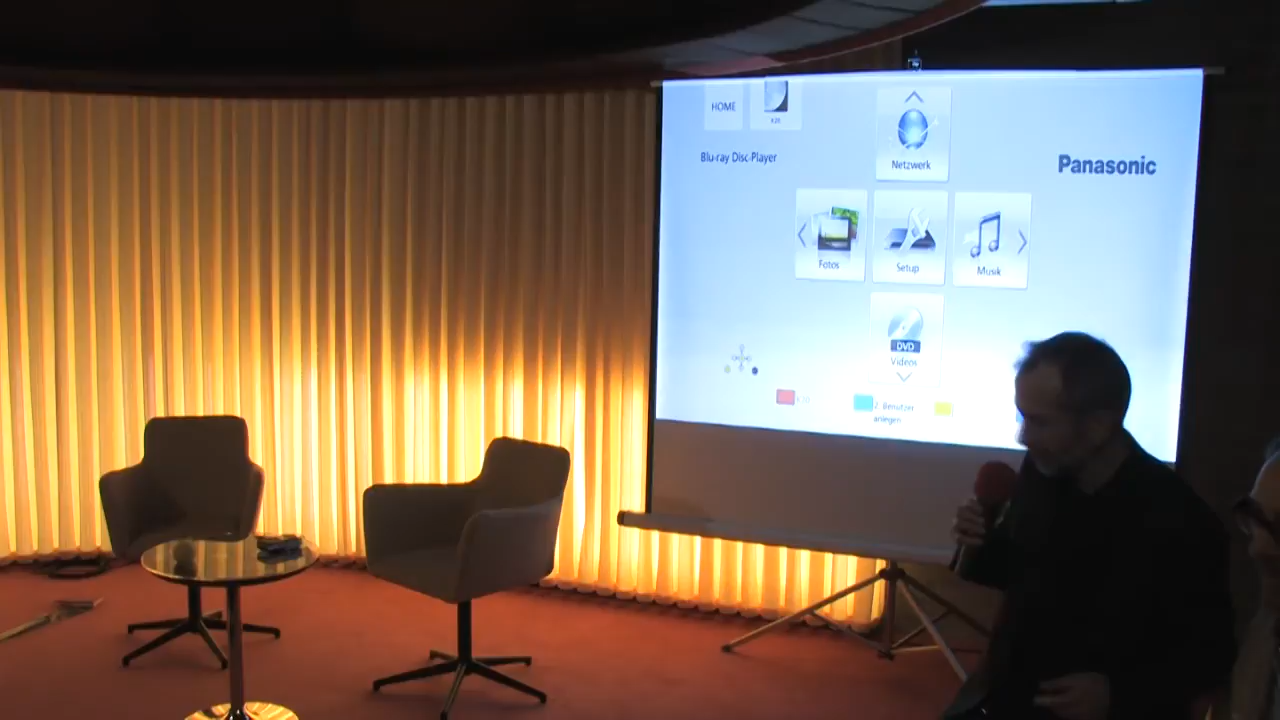 HOME
Netzwerk
Blu-ray Disc-Player
Panasonic
Fotos
Setup
Musik
DVD
Videos
2. Benutzer
anlegen